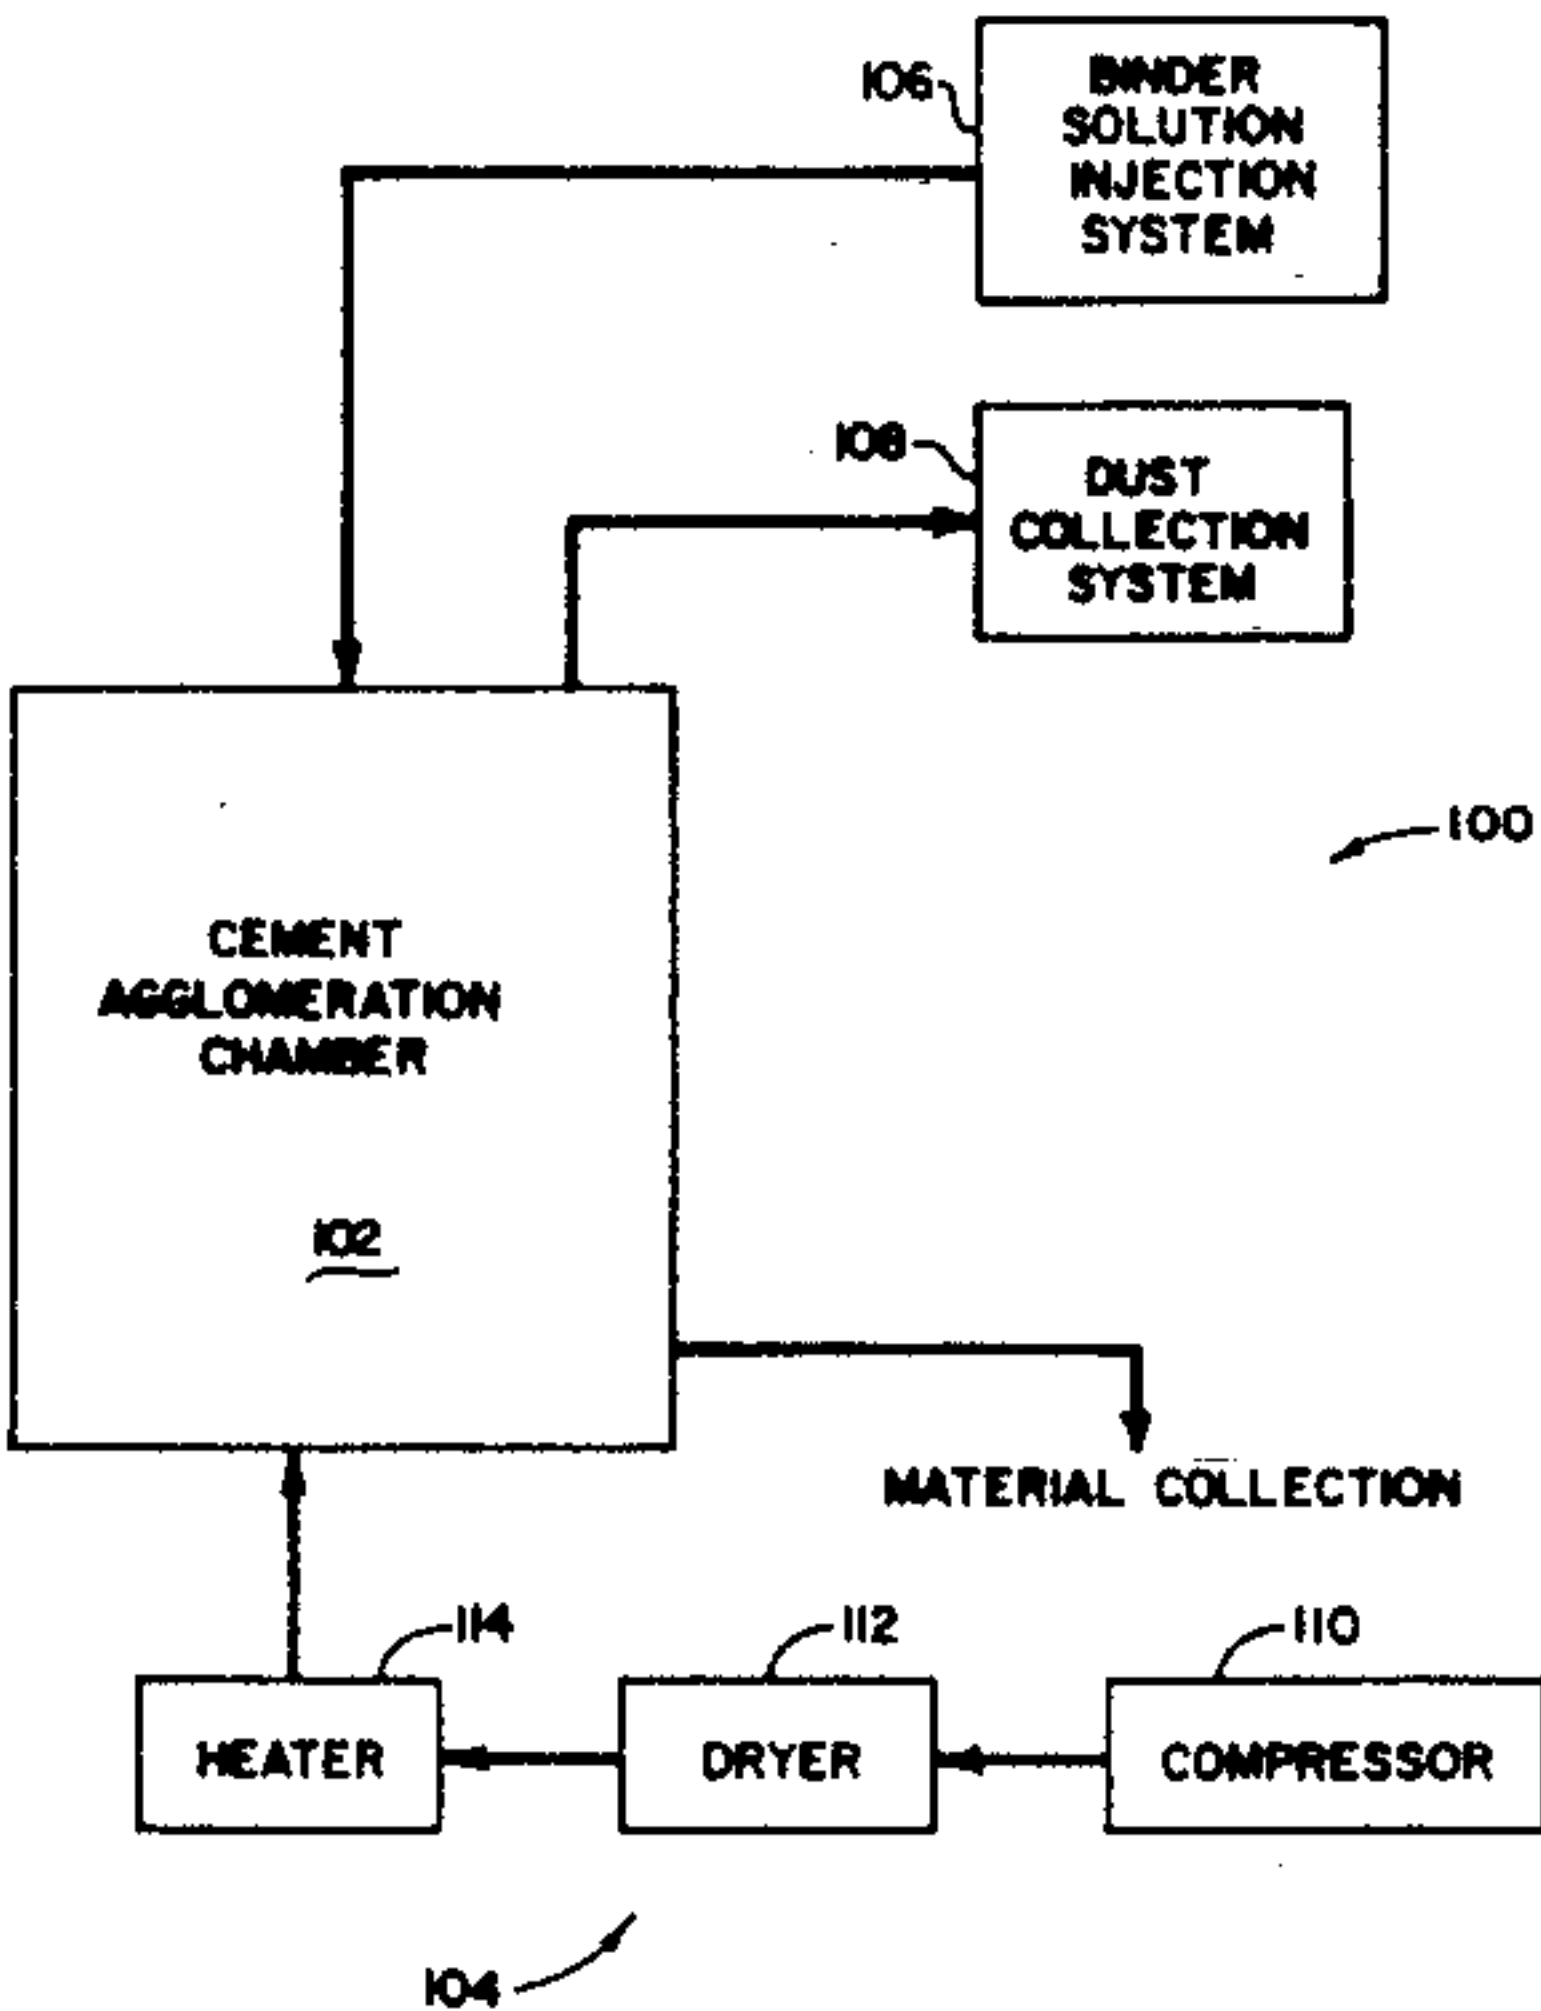 106
BINDER
SOLUTION
INJECTION
SYSTEM
108
DUST
COLLECTION
SYSTEM
100
CEMENT
AGGLOMERATION
CHAMBER
102
MATERIAL COLLECTION
114
112
110
HEATER
DRYER
COMPRESSOR
104